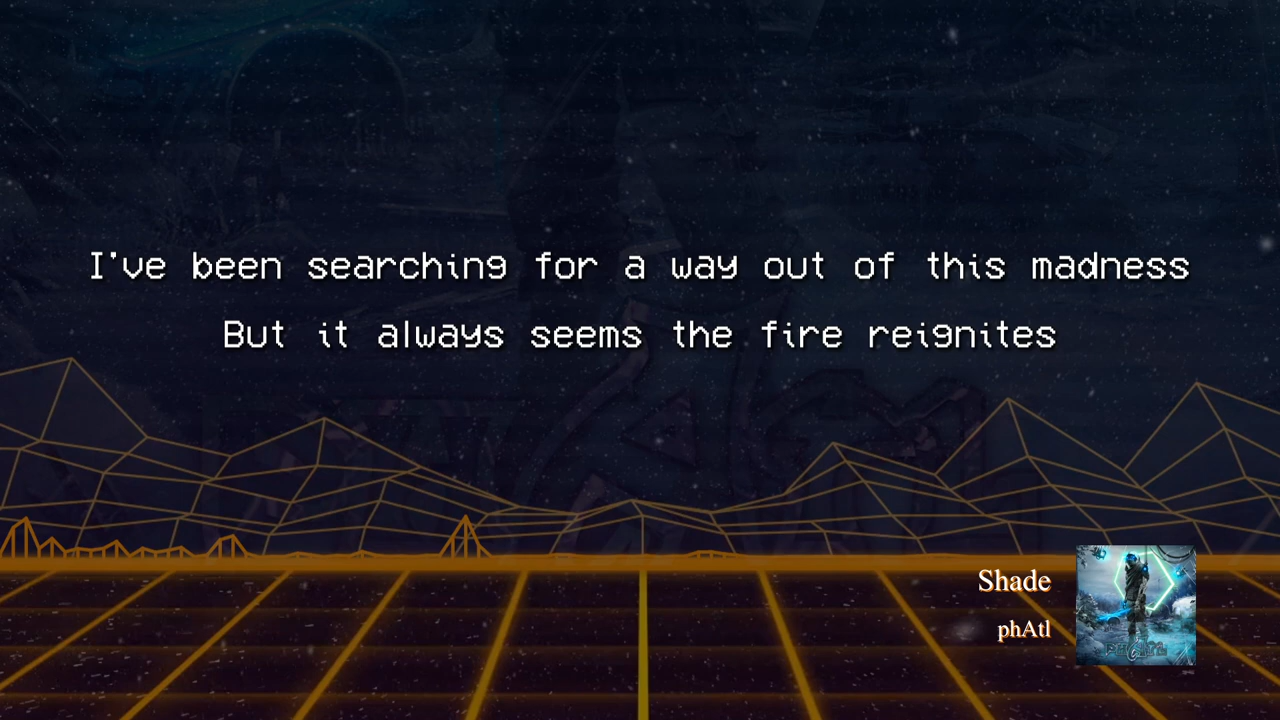 I've been searching for a way out of this madness
But it always seems the fire reignites
Shade
phAtl